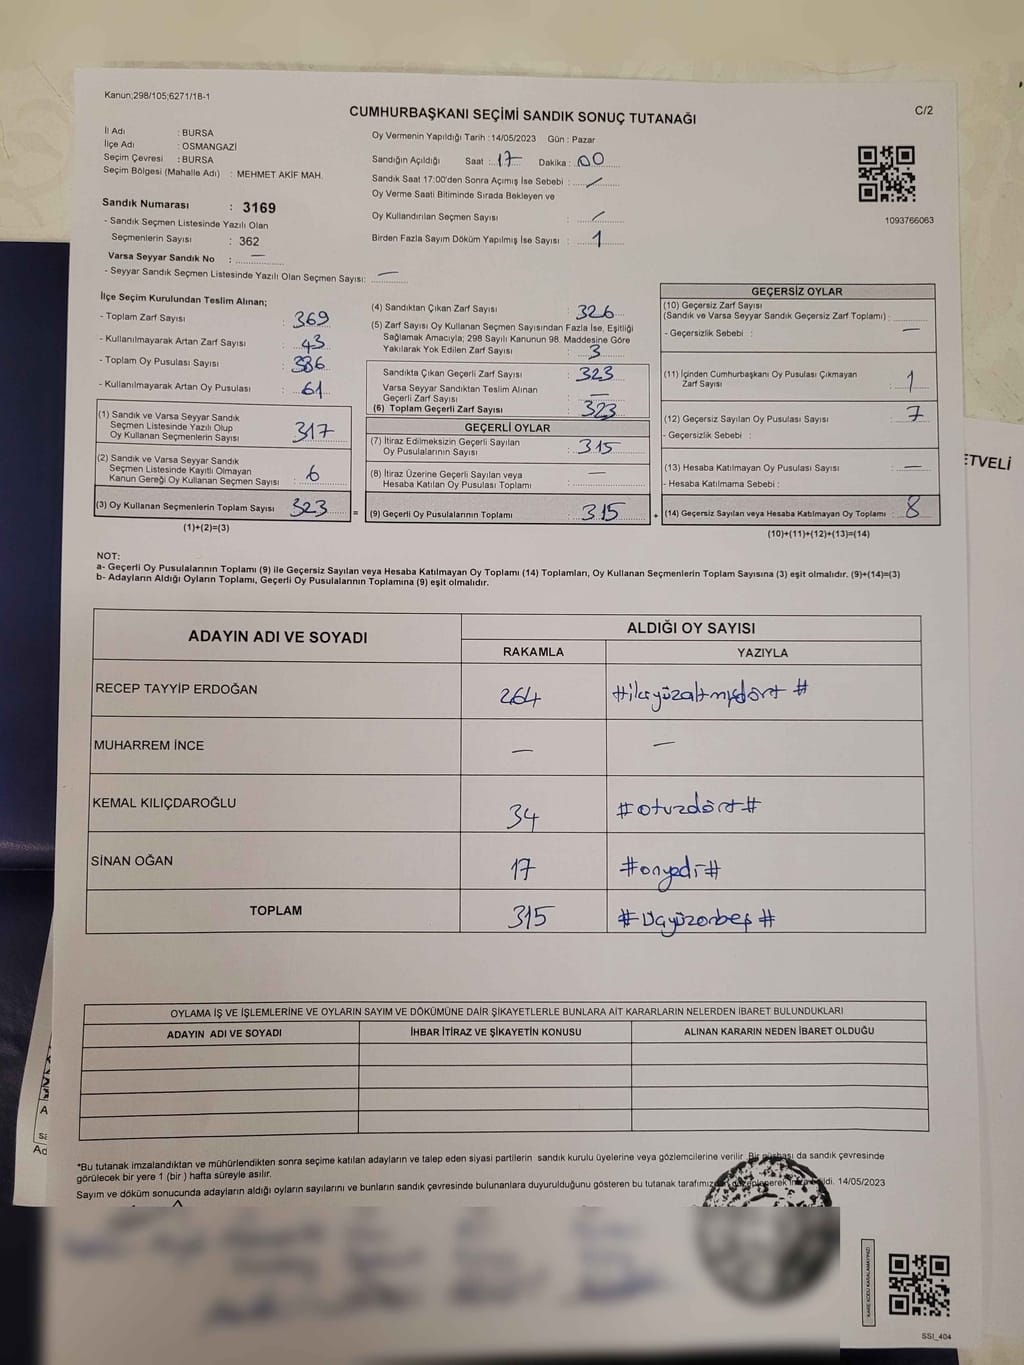 Kanun;298/105;6271/18-1
C/2
CUMHURBAŞKANI SEÇİMİ SANDIK SONUÇ TUTANAĞI
İl Adı : BURSA
İlçe Adı : OSMANGAZİ
Seçim Çevresi : BURSA
Seçim Bölgesi (Mahalle Adı) : MEHMET AKİF MAH.
Oy Vermenin Yapıldığı Tarih : 14/05/2023 Gün : Pazar
Sandığın Açıldığı Saat : 17 Dakika : 00
Sandık Saat 17:00'den Sonra Açımış İse Sebebi : /
Oy Verme Saati Bitiminde Sırada Bekleyen ve
Oy Kullandırılan Seçmen Sayısı : /
Birden Fazla Sayım Döküm Yapılmış İse Sayısı : 1
1093766063
Sandık Numarası : 3169
- Sandık Seçmen Listesinde Yazılı Olan
Seçmenlerin Sayısı : 362
Varsa Seyyar Sandık No : —
- Seyyar Sandık Seçmen Listesinde Yazılı Olan Seçmen Sayısı: —
İlçe Seçim Kurulundan Teslim Alınan;
- Toplam Zarf Sayısı : 369
- Kullanılmayarak Artan Zarf Sayısı : 43
- Toplam Oy Pusulası Sayısı : 386
- Kullanılmayarak Artan Oy Pusulası : 61
(1) Sandık ve Varsa Seyyar Sandık
Seçmen Listesinde Yazılı Olup
Oy Kullanan Seçmenlerin Sayısı : 317
(2) Sandık ve Varsa Seyyar Sandık
Seçmen Listesinde Kayıtlı Olmayan
Kanun Gereği Oy Kullanan Seçmen Sayısı : 6
(3) Oy Kullanan Seçmenlerin Toplam Sayısı : 323 =
(1)+(2)=(3)
(4) Sandıktan Çıkan Zarf Sayısı : 326
(5) Zarf Sayısı Oy Kullanan Seçmen Sayısından Fazla İse, Eşitliği
Sağlamak Amacıyla; 298 Sayılı Kanunun 98. Maddesine Göre
Yakılarak Yok Edilen Zarf Sayısı : 3
Sandıkta Çıkan Geçerli Zarf Sayısı : 323
Varsa Seyyar Sandıktan Teslim Alınan
Geçerli Zarf Sayısı : —
(6) Toplam Geçerli Zarf Sayısı : 323
GEÇERLİ OYLAR
(7) İtiraz Edilmeksizin Geçerli Sayılan
Oy Pusulalarının Sayısı : 315
(8) İtiraz Üzerine Geçerli Sayılan veya
Hesaba Katılan Oy Pusulası Toplamı : —
(9) Geçerli Oy Pusulalarının Toplamı : 315 +
GEÇERSİZ OYLAR
(10) Geçersiz Zarf Sayısı
(Sandık ve Varsa Seyyar Sandık Geçersiz Zarf Toplamı) :
- Geçersizlik Sebebi : —
(11) İçinden Cumhurbaşkanı Oy Pusulası Çıkmayan
Zarf Sayısı : 1
(12) Geçersiz Sayılan Oy Pusulası Sayısı : 7
- Geçersizlik Sebebi :
(13) Hesaba Katılmayan Oy Pusulası Sayısı : —
- Hesaba Katılmama Sebebi :
(14) Geçersiz Sayılan veya Hesaba Katılmayan Oy Toplamı : 8
(10)+(11)+(12)+(13)=(14)
ETVELİ
NOT:
a- Geçerli Oy Pusulalarının Toplamı (9) ile Geçersiz Sayılan veya Hesaba Katılmayan Oy Toplamı (14) Toplamları, Oy Kullanan Seçmenlerin Toplam Sayısına (3) eşit olmalıdır. (9)+(14)=(3)
b- Adayların Aldığı Oyların Toplamı, Geçerli Oy Pusulalarının Toplamına (9) eşit olmalıdır.
ADAYIN ADI VE SOYADI
ALDIĞI OY SAYISI
RAKAMLA YAZIYLA
RECEP TAYYİP ERDOĞAN 264 #ikiyüzaltmışdört#
MUHARREM İNCE — —
KEMAL KILIÇDAROĞLU 34 #otuzdört#
SİNAN OĞAN 17 #onyedi#
TOPLAM 315 #Üçyüzonbeş#
OYLAMA İŞ VE İŞLEMLERİNE VE OYLARIN SAYIM VE DÖKÜMÜNE DAİR ŞİKAYETLERLE BUNLARA AİT KARARLARIN NELERDEN İBARET BULUNDUKLARI
ADAYIN ADI VE SOYADI İHBAR İTİRAZ VE ŞİKAYETİN KONUSU ALINAN KARARIN NEDEN İBARET OLDUĞU
*Bu tutanak imzalandıktan ve mühürlendikten sonra seçime katılan adayların ve talep eden siyasi partilerin sandık kurulu üyelerine veya gözlemcilerine verilir. Bir nüshası da sandık çevresinde
görülecek bir yere 1 (bir ) hafta süreyle asılır.
Sayım ve döküm sonucunda adayların aldığı oyların sayılarını ve bunların sandık çevresinde bulunanlara duyurulduğunu gösteren bu tutanak tarafımızdan düzenlenerek imza edildi. 14/05/2023
KARE KODU KARALAMAYINIZ!
SSI_404